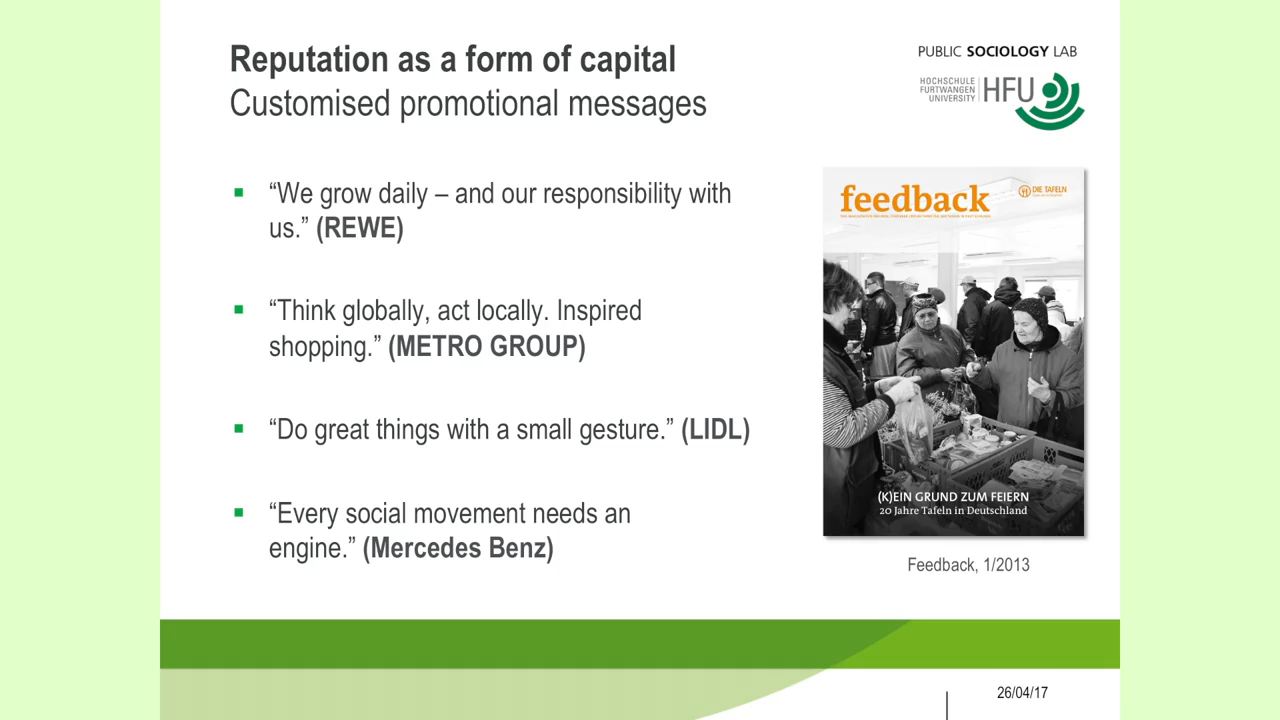 Reputation as a form of capital
Customised promotional messages
PUBLIC SOCIOLOGY LAB
HOCHSCHULE
FURTWANGEN
UNIVERSITY
HFU
“We grow daily – and our responsibility with
us.” (REWE)
“Think globally, act locally. Inspired
shopping.” (METRO GROUP)
“Do great things with a small gesture.” (LIDL)
“Every social movement needs an
engine.” (Mercedes Benz)
feedback
DIE TAFELN
(K)EIN GRUND ZUM FEIERN
20 Jahre Tafeln in Deutschland
Feedback, 1/2013
26/04/17